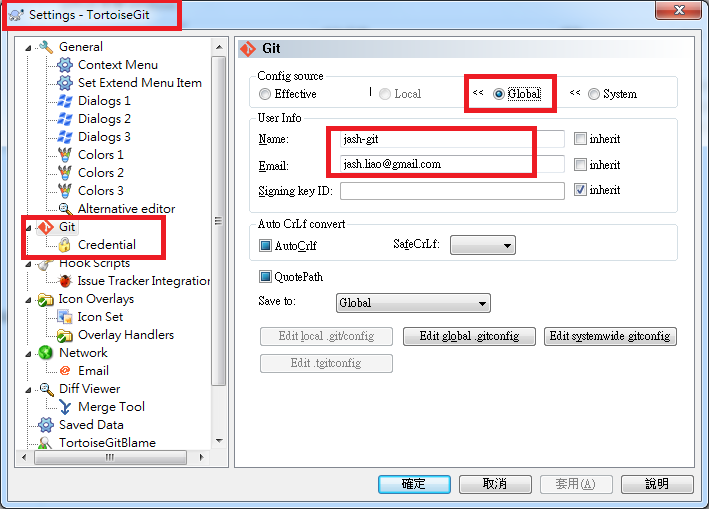 Settings - TortoiseGit
General
Context Menu
Set Extend Menu Item
Dialogs 1
Dialogs 2
Dialogs 3
Colors 1
Colors 2
Colors 3
Alternative editor
Git
Credential
Hook Scripts
Issue Tracker Integration
Icon Overlays
Icon Set
Overlay Handlers
Network
Email
Diff Viewer
Merge Tool
Saved Data
TortoiseGitBlame
Git
Config source
Effective | Local << Global << System
User Info
Name: jash-git inherit
Email: jash.liao@gmail.com inherit
Signing key ID: inherit
Auto CrLf convert
AutoCrlf SafeCrLf:
QuotePath
Save to: Global
Edit local .git/config Edit global .gitconfig Edit systemwide gitconfig
Edit .tgitconfig
確定 取消 套用(A) 說明